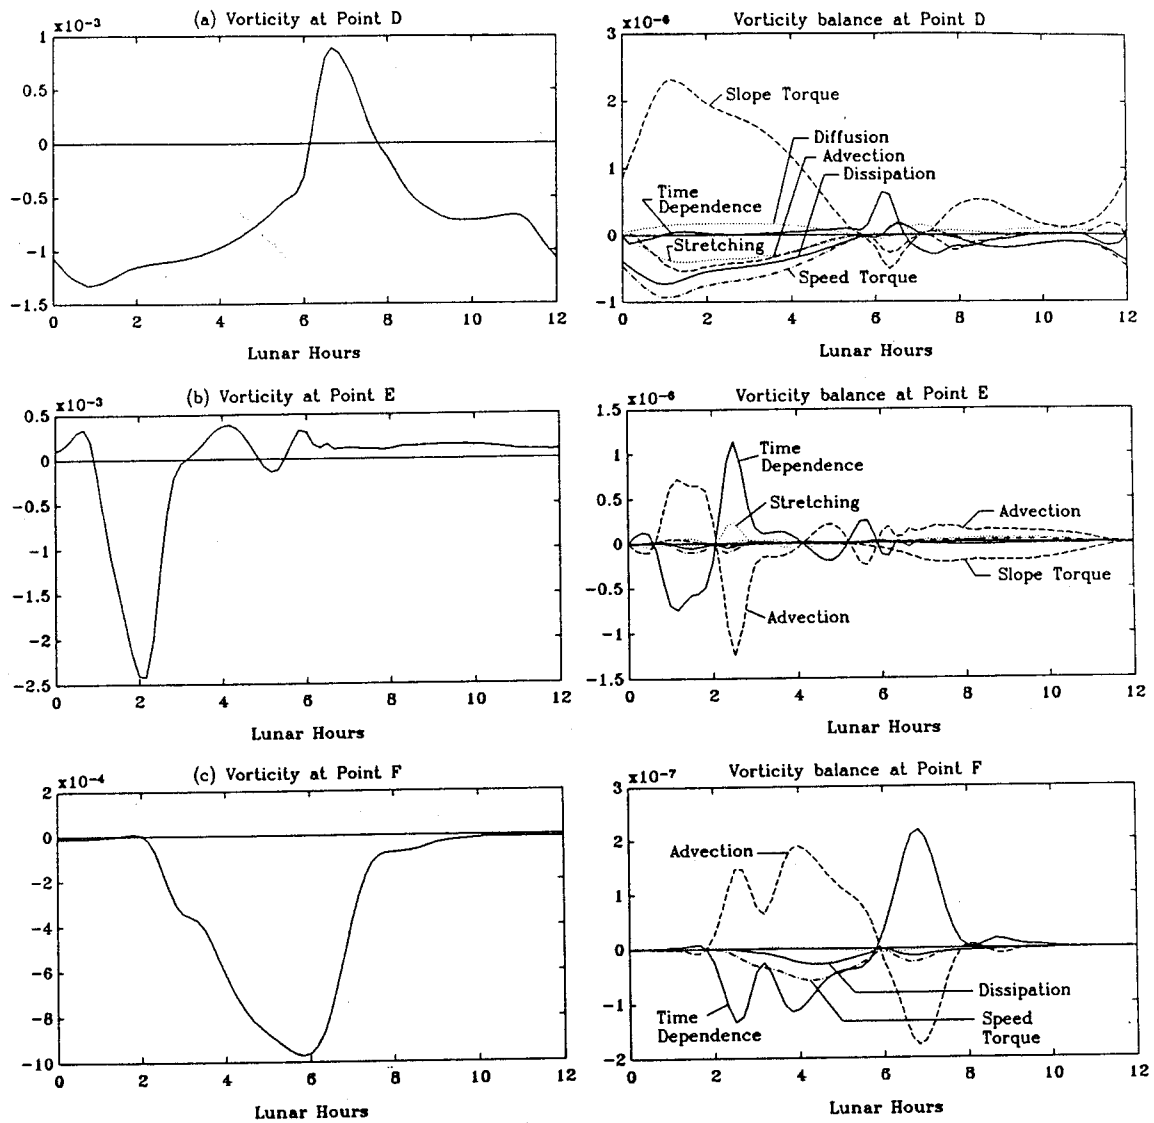 (a) Vorticity at Point D
x10-3
1
0.5
0
-0.5
-1
-1.5
0 2 4 6 8 10 12
Lunar Hours
Vorticity balance at Point D
x10-6
3
2
1
0
-1
Slope Torque
Diffusion
Advection
Dissipation
Time
Dependence
Stretching
Speed Torque
0 2 4 6 8 10 12
Lunar Hours
(b) Vorticity at Point E
x10-3
0.5
0
-0.5
-1
-1.5
-2
-2.5
0 2 4 6 8 10 12
Lunar Hours
Vorticity balance at Point E
x10-6
1.5
1
0.5
0
-0.5
-1
-1.5
Time
Dependence
Stretching
Advection
Slope Torque
Advection
0 2 4 6 8 10 12
Lunar Hours
(c) Vorticity at Point F
x10-4
2
0
-2
-4
-6
-8
-10
0 2 4 6 8 10 12
Lunar Hours
Vorticity balance at Point F
x10-7
3
2
1
0
-1
-2
Advection
Dissipation
Time
Dependence
Speed
Torque
0 2 4 6 8 10 12
Lunar Hours